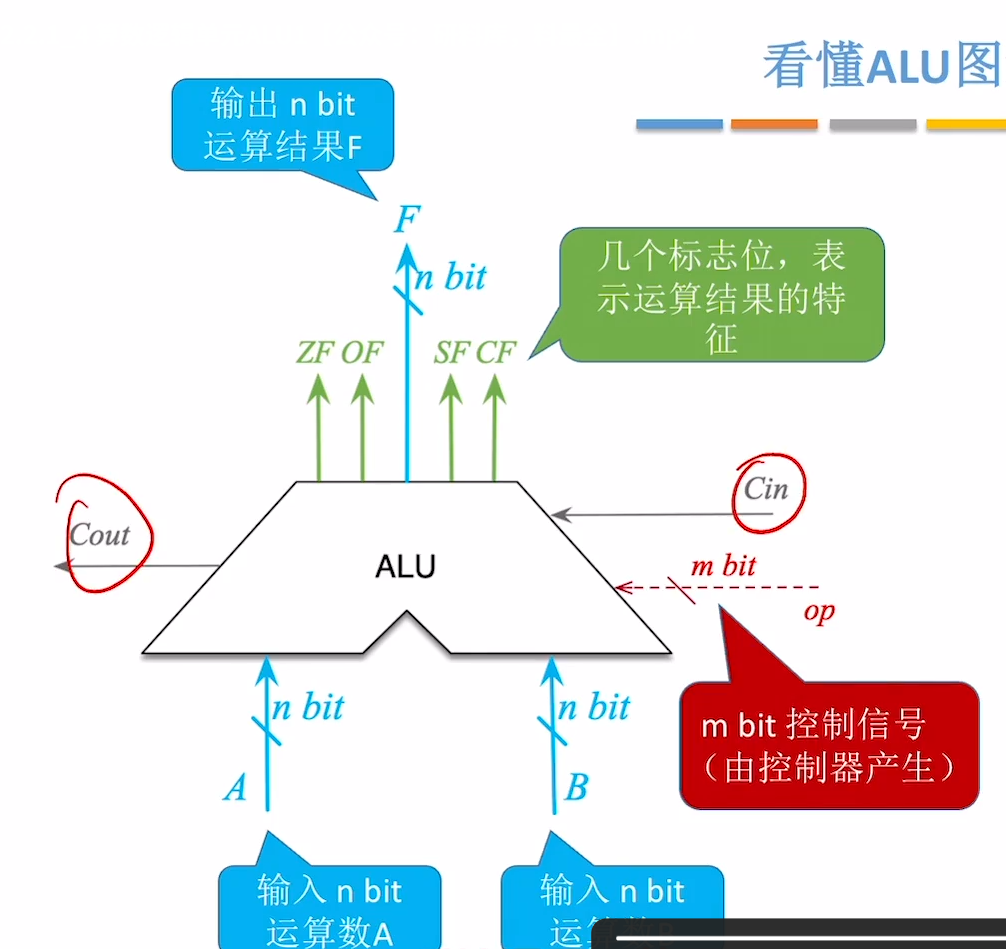 看懂ALU图
输出 n bit
运算结果F
F
n bit
几个标志位，表
示运算结果的特
征
ZF OF SF CF
Cin
Cout
ALU
m bit
op
n bit
n bit
m bit 控制信号
（由控制器产生）
A
B
输入 n bit
运算数A
输入 n bit
运